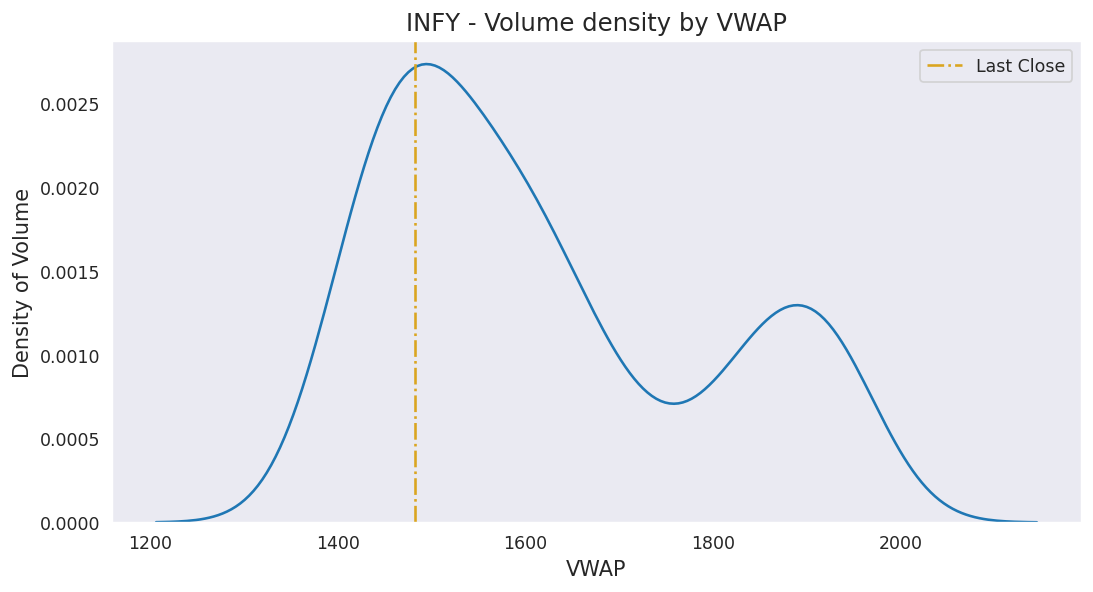 INFY - Volume density by VWAP
Last Close
Density of Volume
0.0025
0.0020
0.0015
0.0010
0.0005
0.0000
1200 1400 1600 1800 2000
VWAP